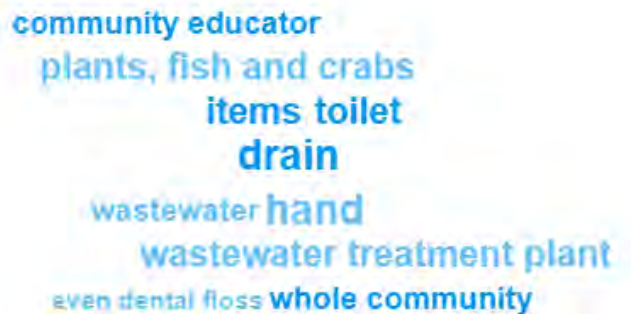 community educator
plants, fish and crabs
items toilet
drain
wastewater hand
wastewater treatment plant
even dental floss whole community